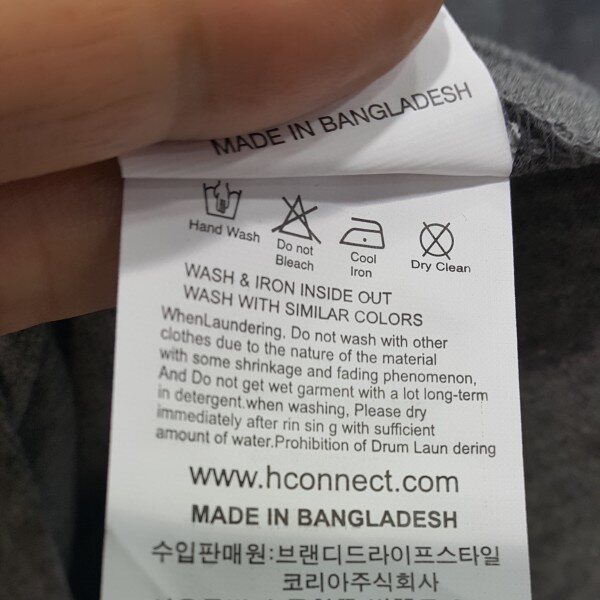 MADE IN BANGLADESH
Hand Wash
Do not
Bleach
Cool
Iron
Dry Clean
WASH & IRON INSIDE OUT
WASH WITH SIMILAR COLORS
WhenLaundering, Do not wash with other
clothes due to the nature of the material
with some shrinkage and fading phenomenon,
And Do not get wet garment with a lot long-term
in detergent.when washing, Please dry
immediately after rin sin g with sufficient
amount of water.Prohibition of Drum Laun dering
www.hconnect.com
MADE IN BANGLADESH
수입판매원:브랜디드라이프스타일
코리아주식회사